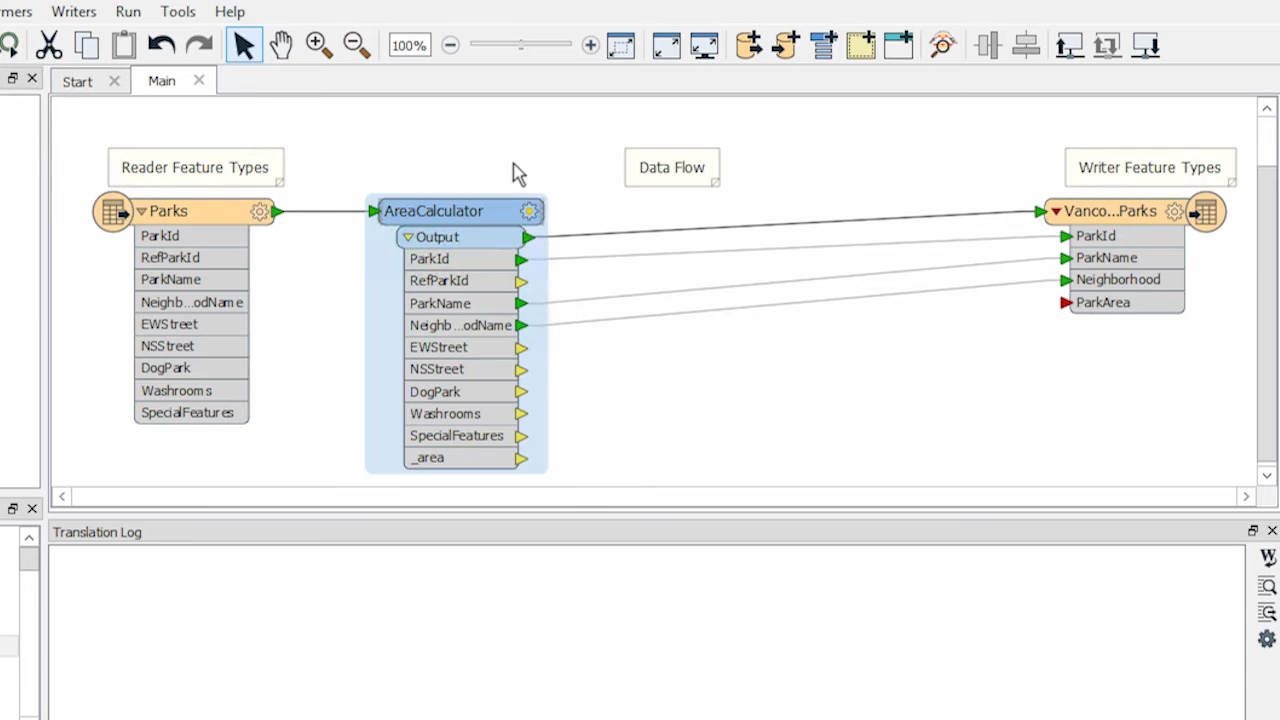 mers Writers Run Tools Help
100%
Start Main
Reader Feature Types
Data Flow
Writer Feature Types
Parks
ParkId
RefParkId
ParkName
Neighb...odName
EWStreet
NSStreet
DogPark
Washrooms
SpecialFeatures
AreaCalculator
Output
ParkId
RefParkId
ParkName
Neighb...odName
EWStreet
NSStreet
DogPark
Washrooms
SpecialFeatures
_area
Vanco...Parks
ParkId
ParkName
Neighborhood
ParkArea
Translation Log
W